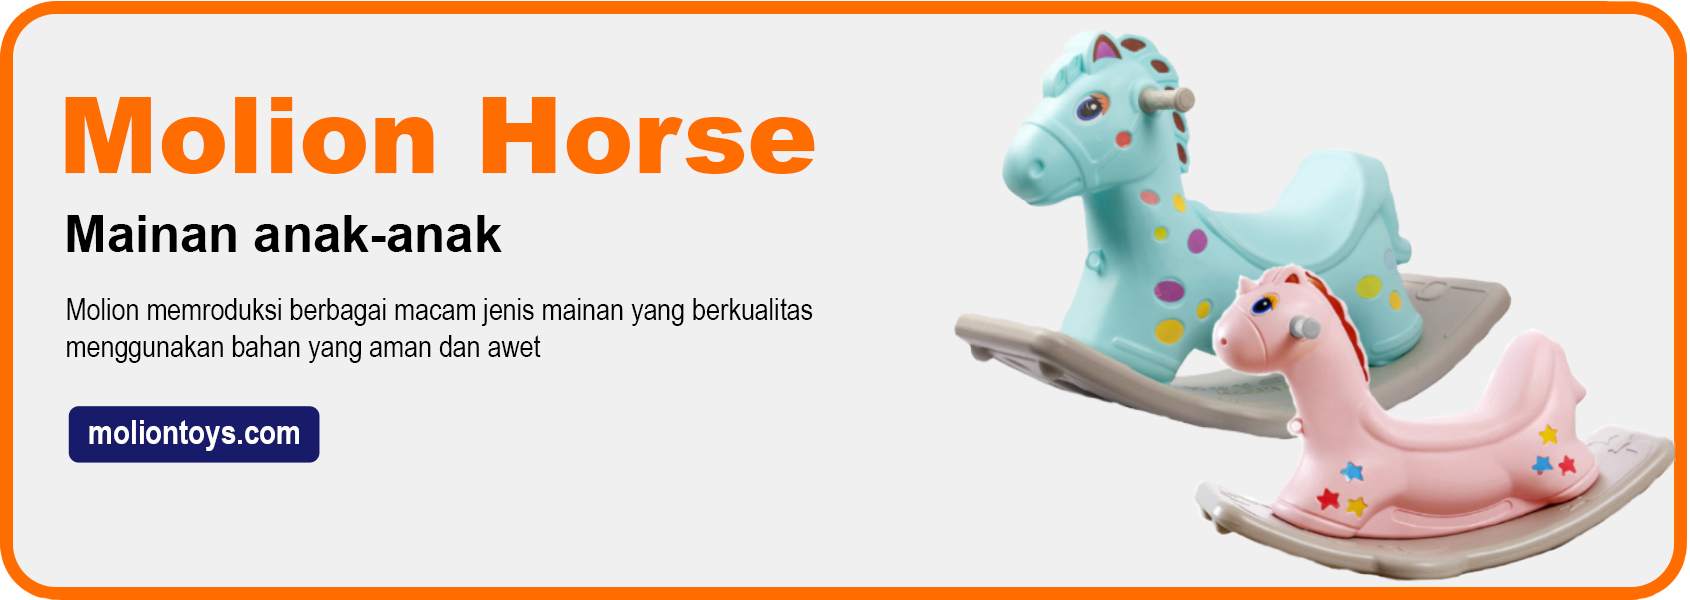 Molion Horse
Mainan anak-anak
Molion memroduksi berbagai macam jenis mainan yang berkualitas
menggunakan bahan yang aman dan awet
moliontoys.com